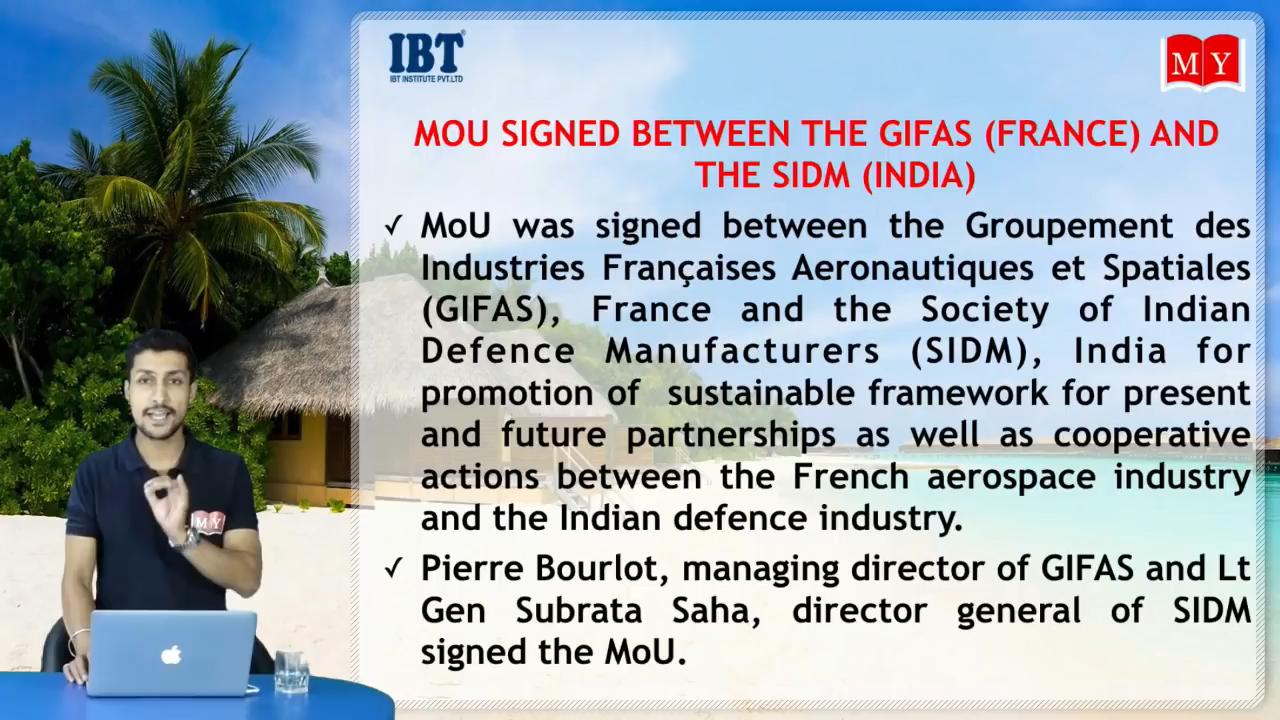 IBT
IBT INSTITUTE PVT.LTD
M Y
MOU SIGNED BETWEEN THE GIFAS (FRANCE) AND
THE SIDM (INDIA)
✓ MoU was signed between the Groupement des
Industries Françaises Aeronautiques et Spatiales
(GIFAS), France and the Society of Indian
Defence Manufacturers (SIDM), India for
promotion of sustainable framework for present
and future partnerships as well as cooperative
actions between the French aerospace industry
and the Indian defence industry.
✓ Pierre Bourlot, managing director of GIFAS and Lt
Gen Subrata Saha, director general of SIDM
signed the MoU.
M Y